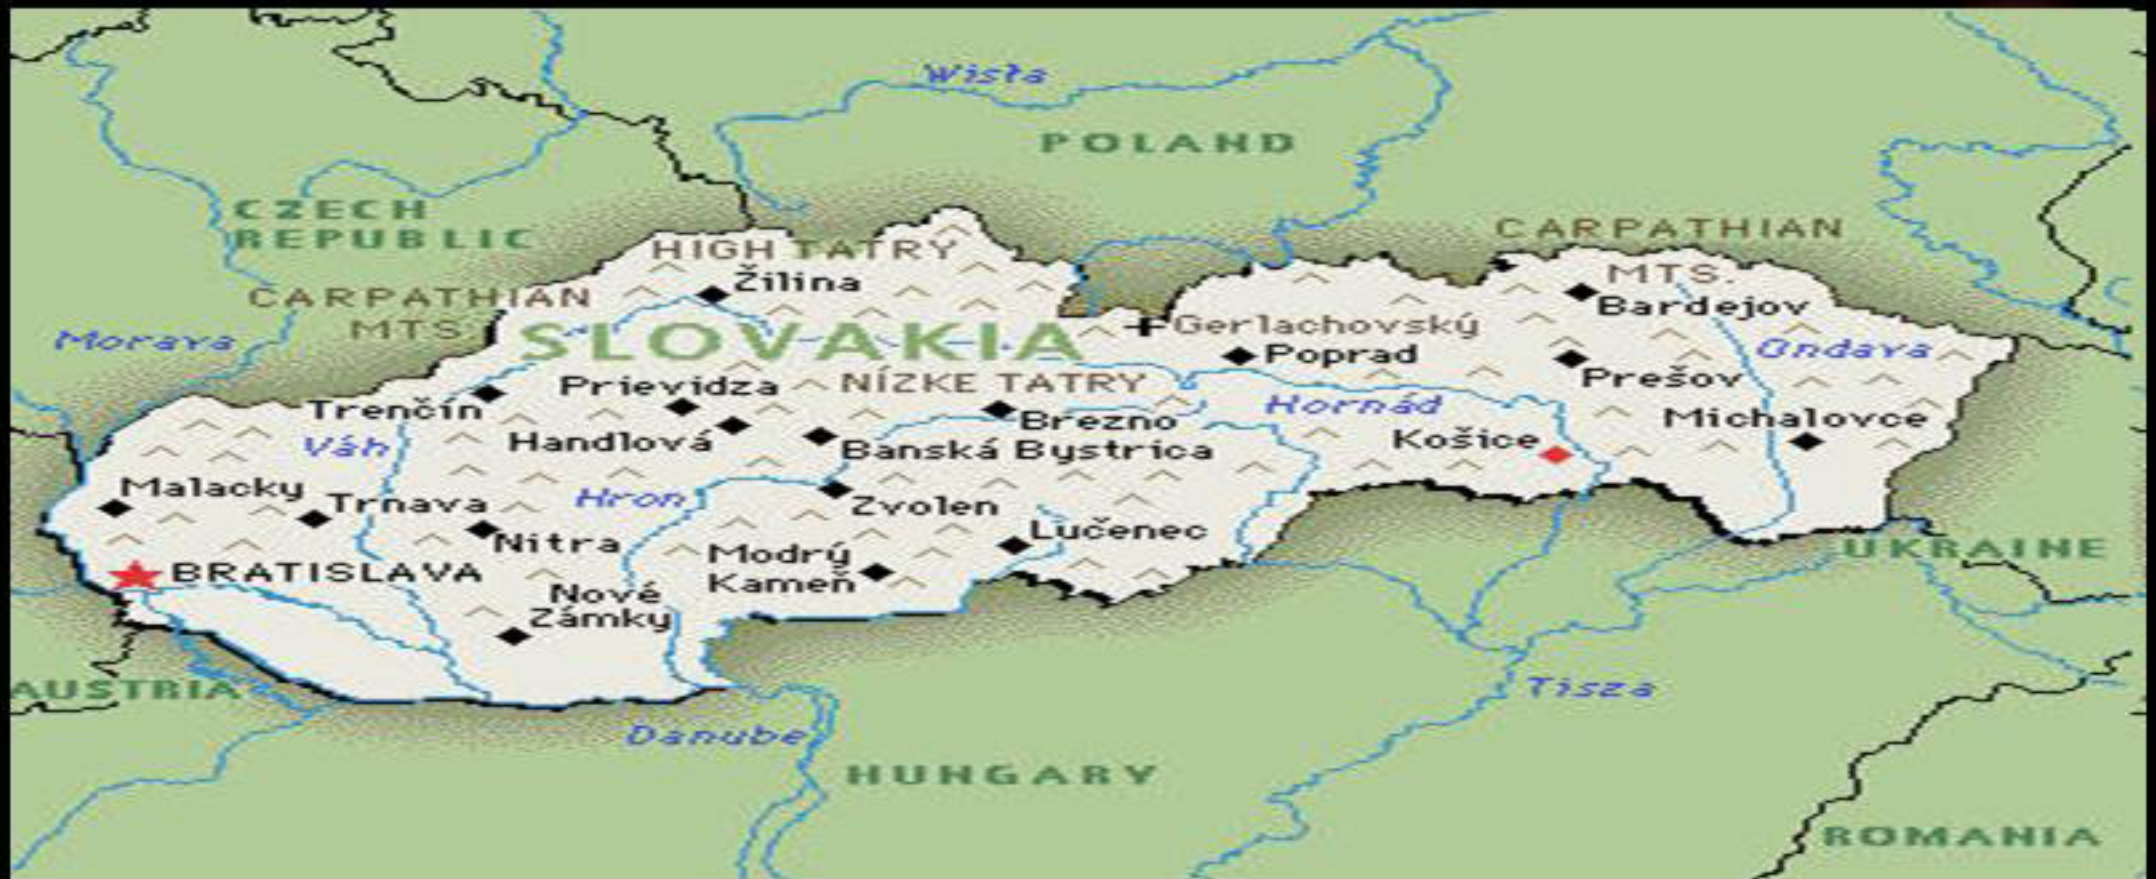 Wisła
POLAND
CZECH
REPUBLIC
CARPATHIAN
MTS.
HIGH TATRY
Žilina
CARPATHIAN
MTS.
Bardejov
Morava
SLOVAKIA
Gerlachovský
Poprad
Ondava
Prešov
Prievidza
NÍZKE TATRY
Trenčín
Brezno
Hornád
Michalovce
Váh
Handlová
Banská Bystrica
Košice
Malacky
Trnava
Hron
Zvolen
Nitra
Lučenec
Modrý
Kameň
BRATISLAVA
Nové
Zámky
UKRAINE
AUSTRIA
Danube
Tisza
HUNGARY
ROMANIA